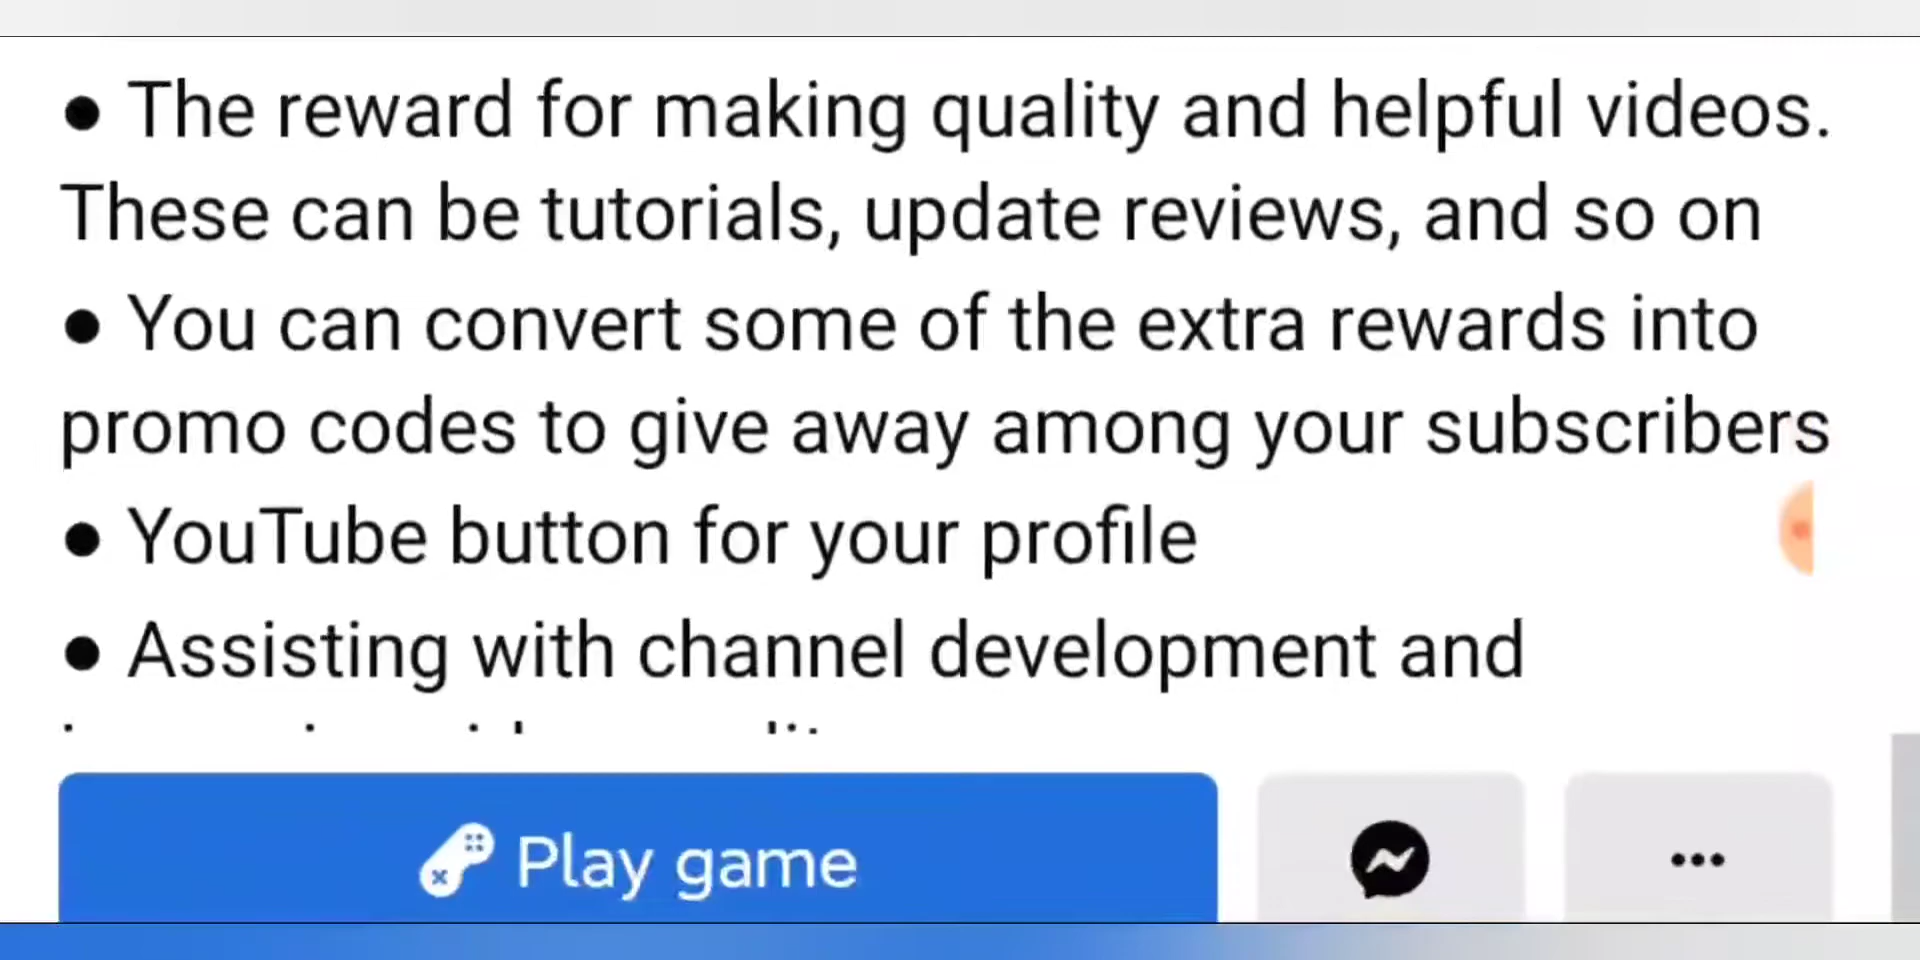 ● The reward for making quality and helpful videos.
These can be tutorials, update reviews, and so on
● You can convert some of the extra rewards into
promo codes to give away among your subscribers
● YouTube button for your profile
● Assisting with channel development and
Play game